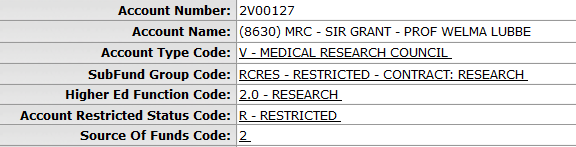 Account Number: 2V00127
Account Name: (8630) MRC - SIR GRANT - PROF WELMA LUBBE
Account Type Code: V - MEDICAL RESEARCH COUNCIL
SubFund Group Code: RCRES - RESTRICTED - CONTRACT: RESEARCH
Higher Ed Function Code: 2.0 - RESEARCH
Account Restricted Status Code: R - RESTRICTED
Source Of Funds Code: 2